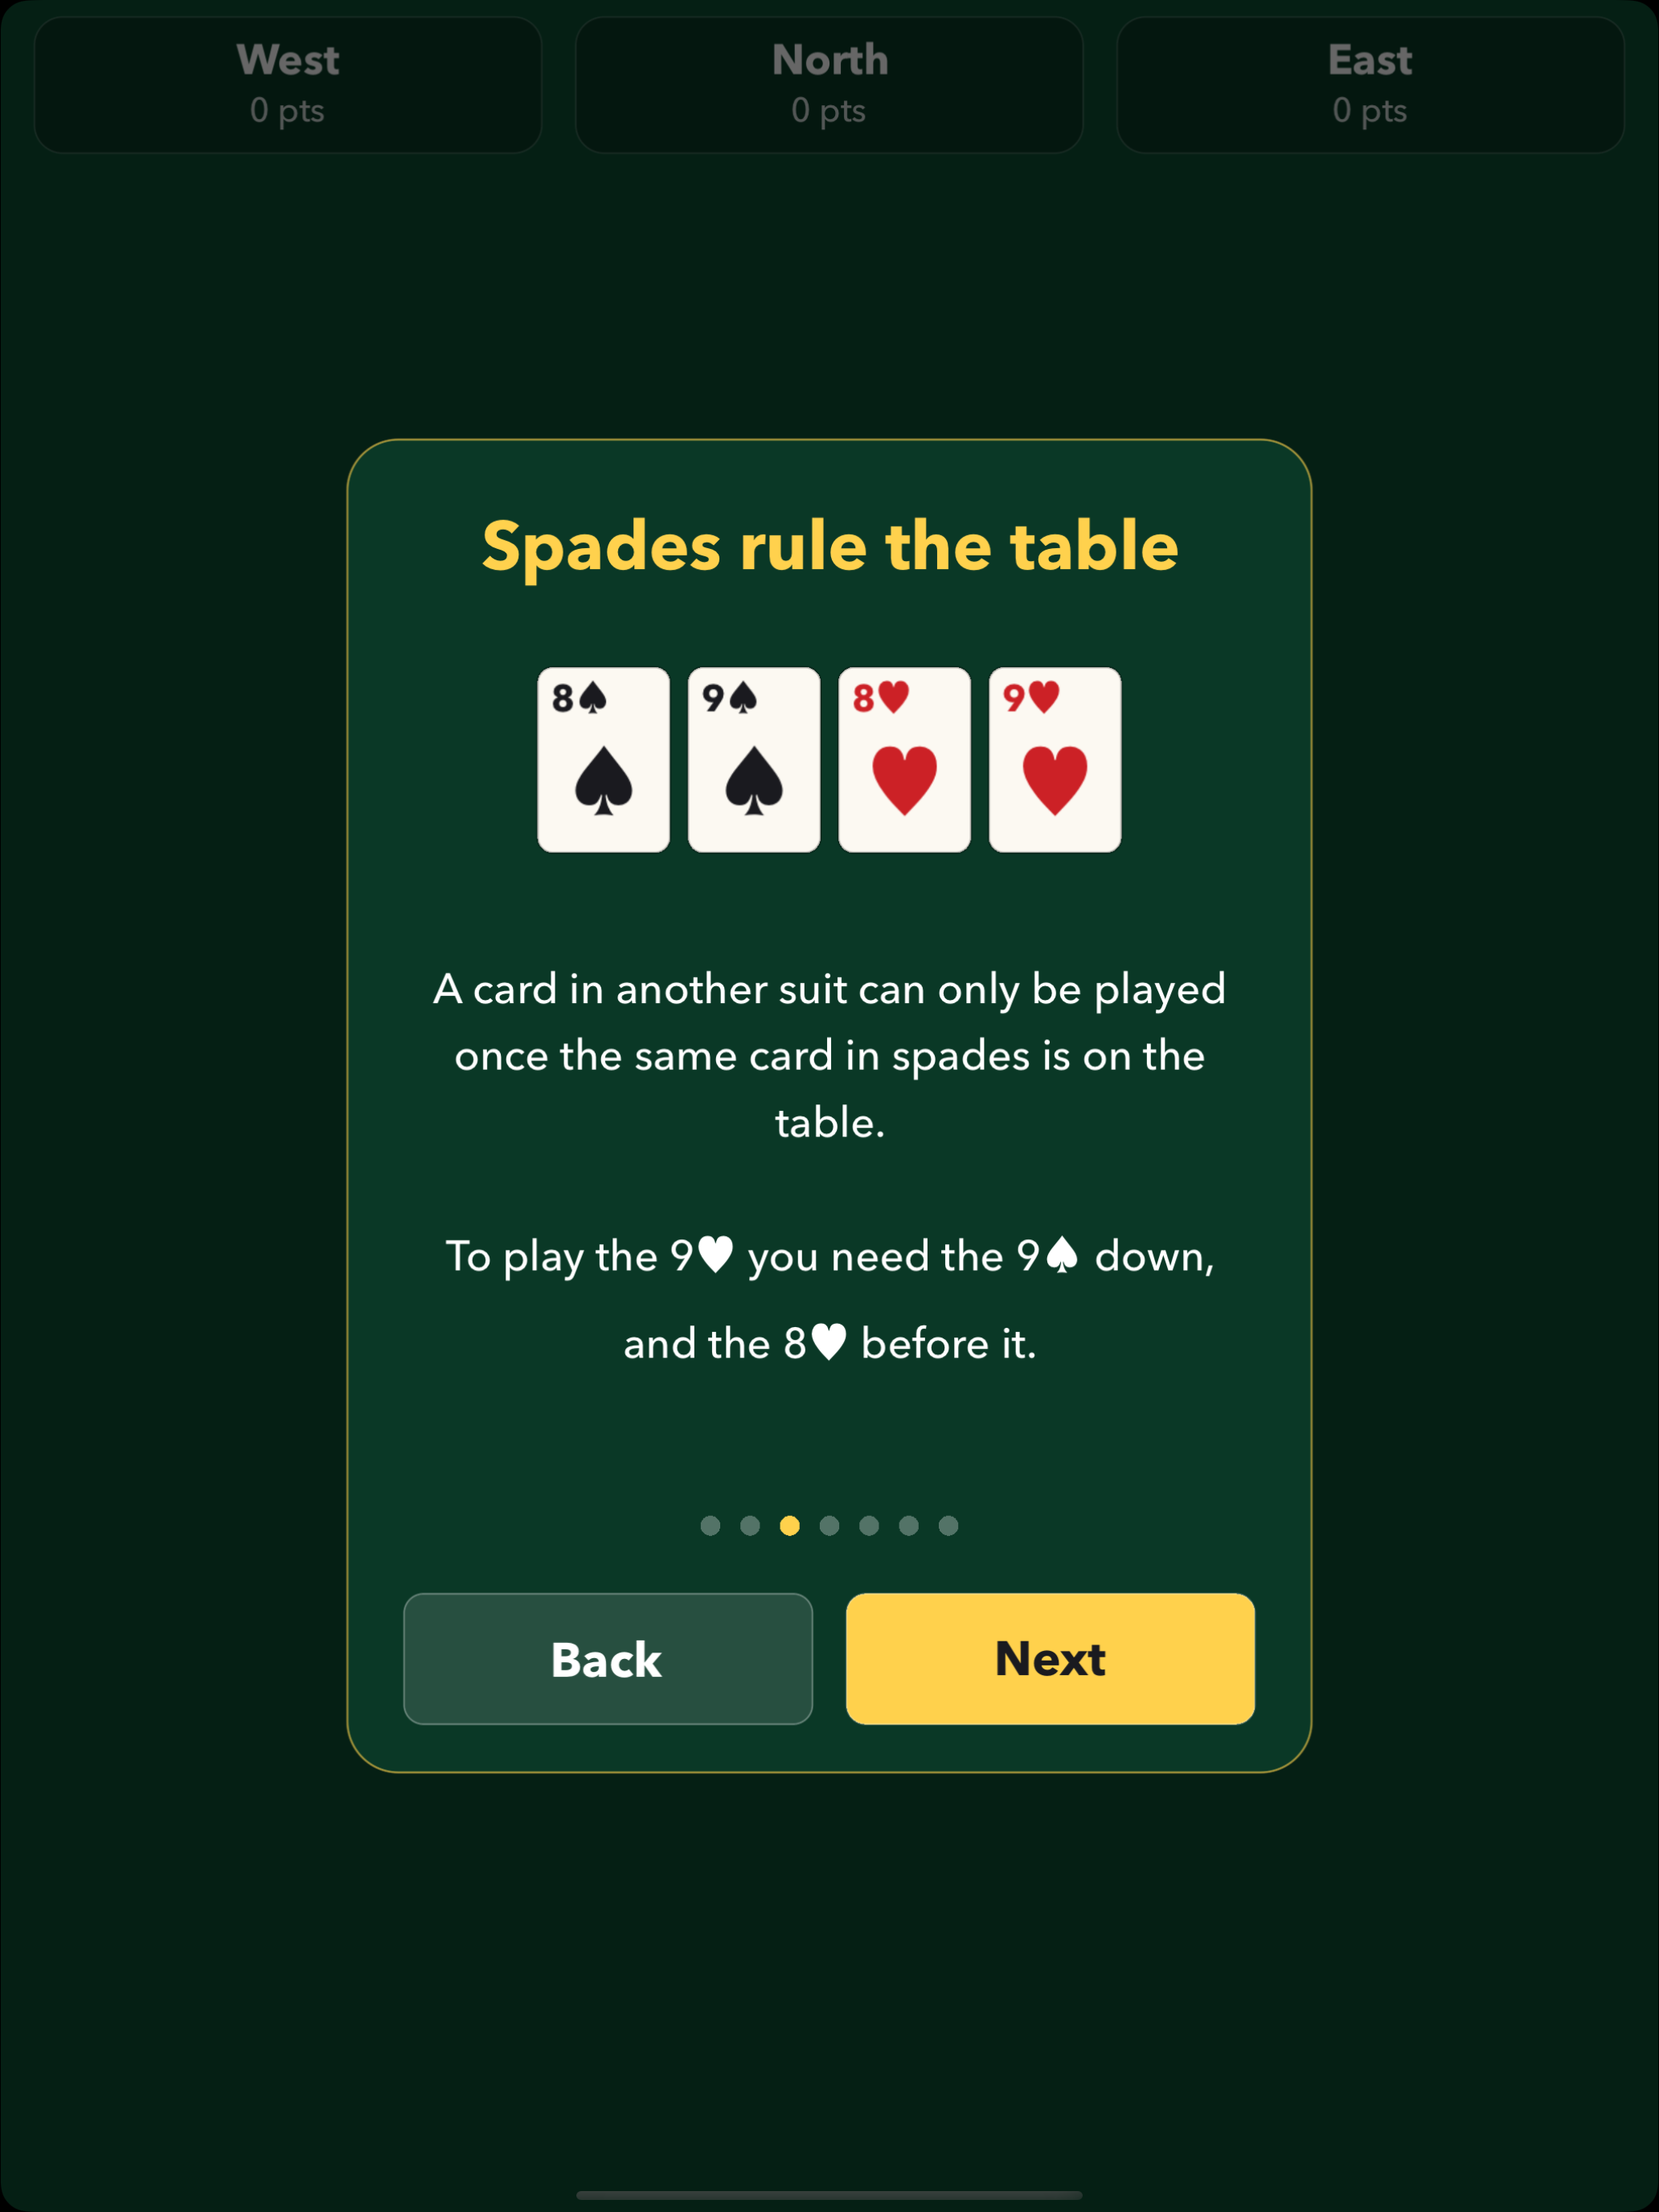 West
0 pts
North
0 pts
East
0 pts
Spades rule the table
8♠
9♠
8♥
9♥
A card in another suit can only be played
once the same card in spades is on the
table.
To play the 9♥ you need the 9♠ down,
and the 8♥ before it.
Back
Next